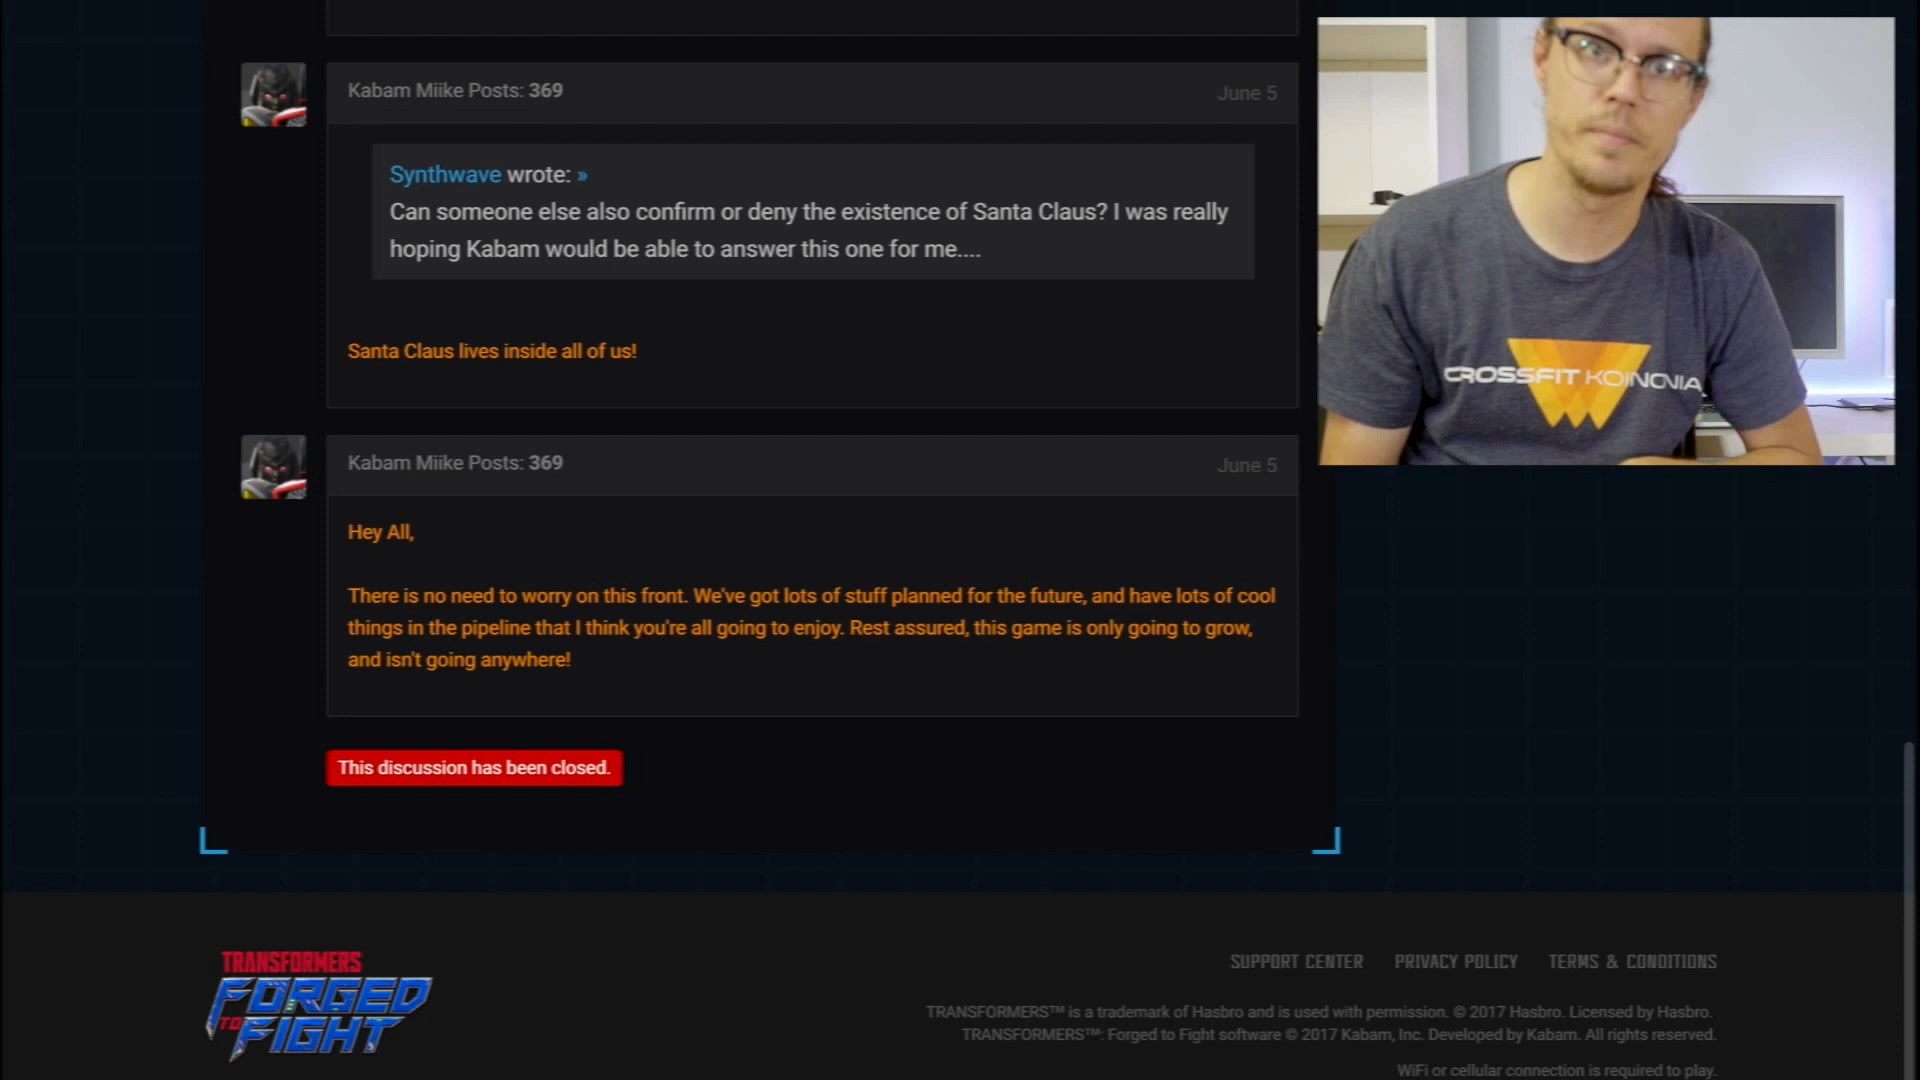 Kabam Miike Posts: 369
June 5
Synthwave wrote: »
Can someone else also confirm or deny the existence of Santa Claus? I was really
hoping Kabam would be able to answer this one for me....
Santa Claus lives inside all of us!
CROSSFIT KOINONIA
Kabam Miike Posts: 369
June 5
Hey All,
There is no need to worry on this front. We've got lots of stuff planned for the future, and have lots of cool
things in the pipeline that I think you're all going to enjoy. Rest assured, this game is only going to grow,
and isn't going anywhere!
This discussion has been closed.
TRANSFORMERS
FORGED
TO
FIGHT
SUPPORT CENTER PRIVACY POLICY TERMS & CONDITIONS
TRANSFORMERS™ is a trademark of Hasbro and is used with permission. © 2017 Hasbro. Licensed by Hasbro.
TRANSFORMERS™: Forged to Fight software © 2017 Kabam, Inc. Developed by Kabam. All rights reserved.
WiFi or cellular connection is required to play.